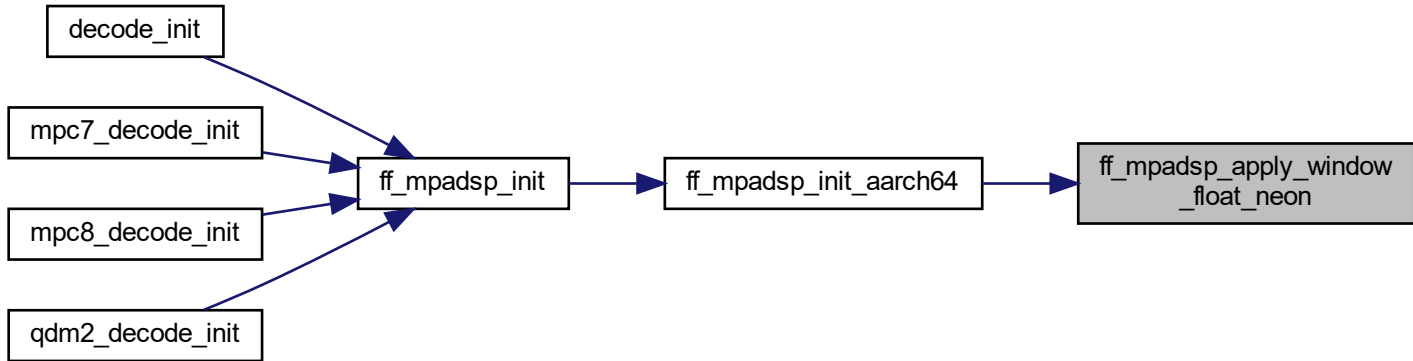 decode_init
mpc7_decode_init
mpc8_decode_init
qdm2_decode_init
ff_mpadsp_init
ff_mpadsp_init_aarch64
ff_mpadsp_apply_window
_float_neon